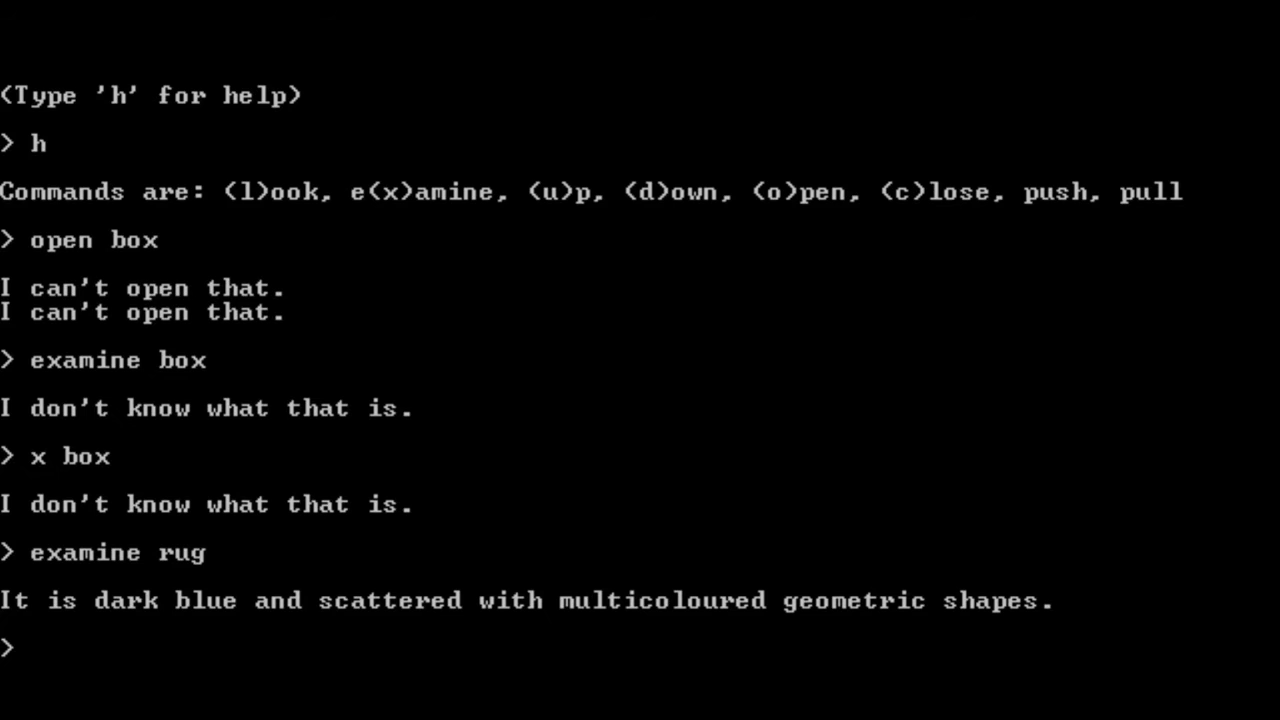 (Type 'h' for help)
> h
Commands are: (l)ook, e(x)amine, (u)p, (d)own, (o)pen, (c)lose, push, pull
> open box
I can't open that.
I can't open that.
> examine box
I don't know what that is.
> x box
I don't know what that is.
> examine rug
It is dark blue and scattered with multicoloured geometric shapes.
>